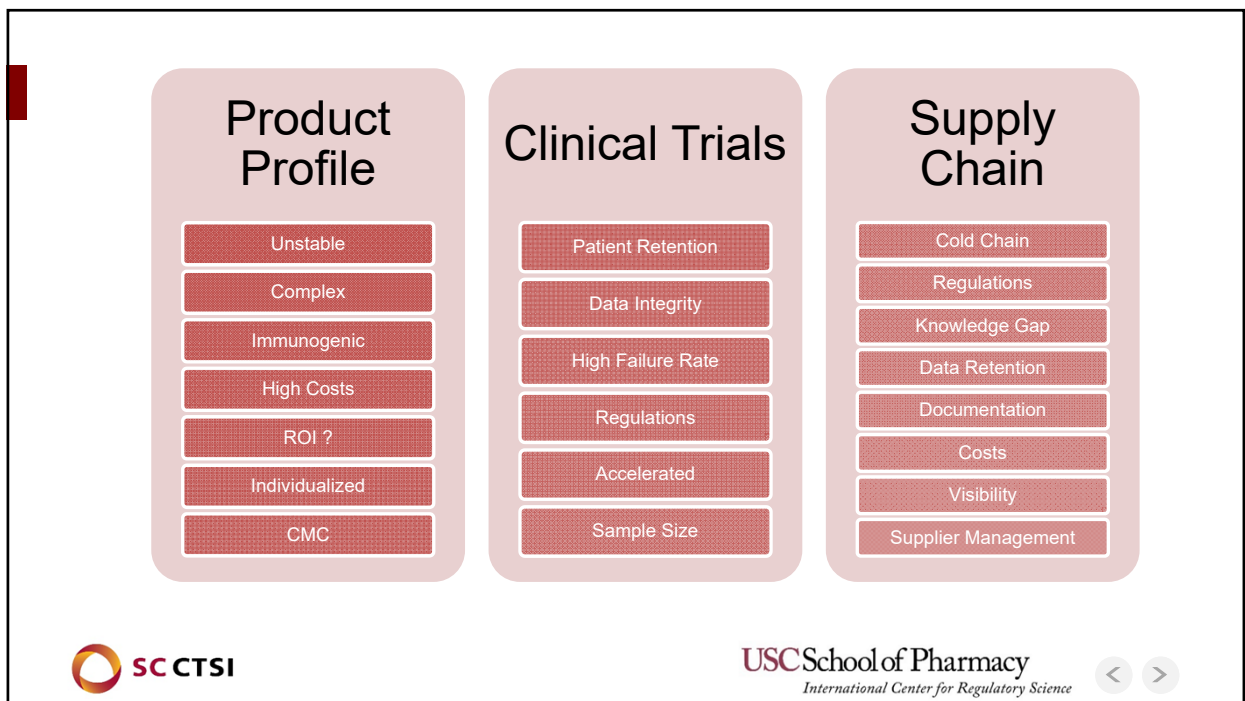 Product
Profile
Unstable
Complex
Immunogenic
High Costs
ROI ?
Individualized
CMC
Clinical Trials
Patient Retention
Data Integrity
High Failure Rate
Regulations
Accelerated
Sample Size
Supply
Chain
Cold Chain
Regulations
Knowledge Gap
Data Retention
Documentation
Costs
Visibility
Supplier Management
SC CTSI
USC School of Pharmacy
International Center for Regulatory Science